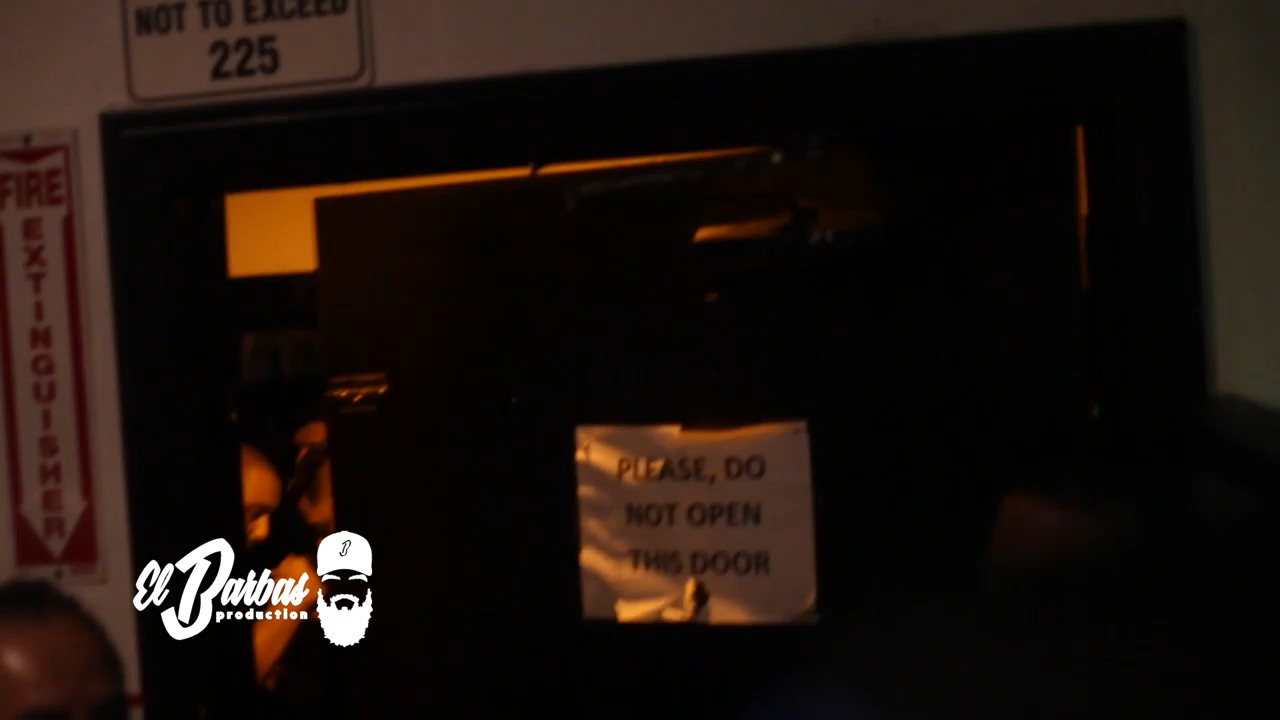 NOT TO EXCEED
225
FIRE
EXTINGUISHER
PLEASE, DO
NOT OPEN
THIS DOOR
El Barbas
production
B